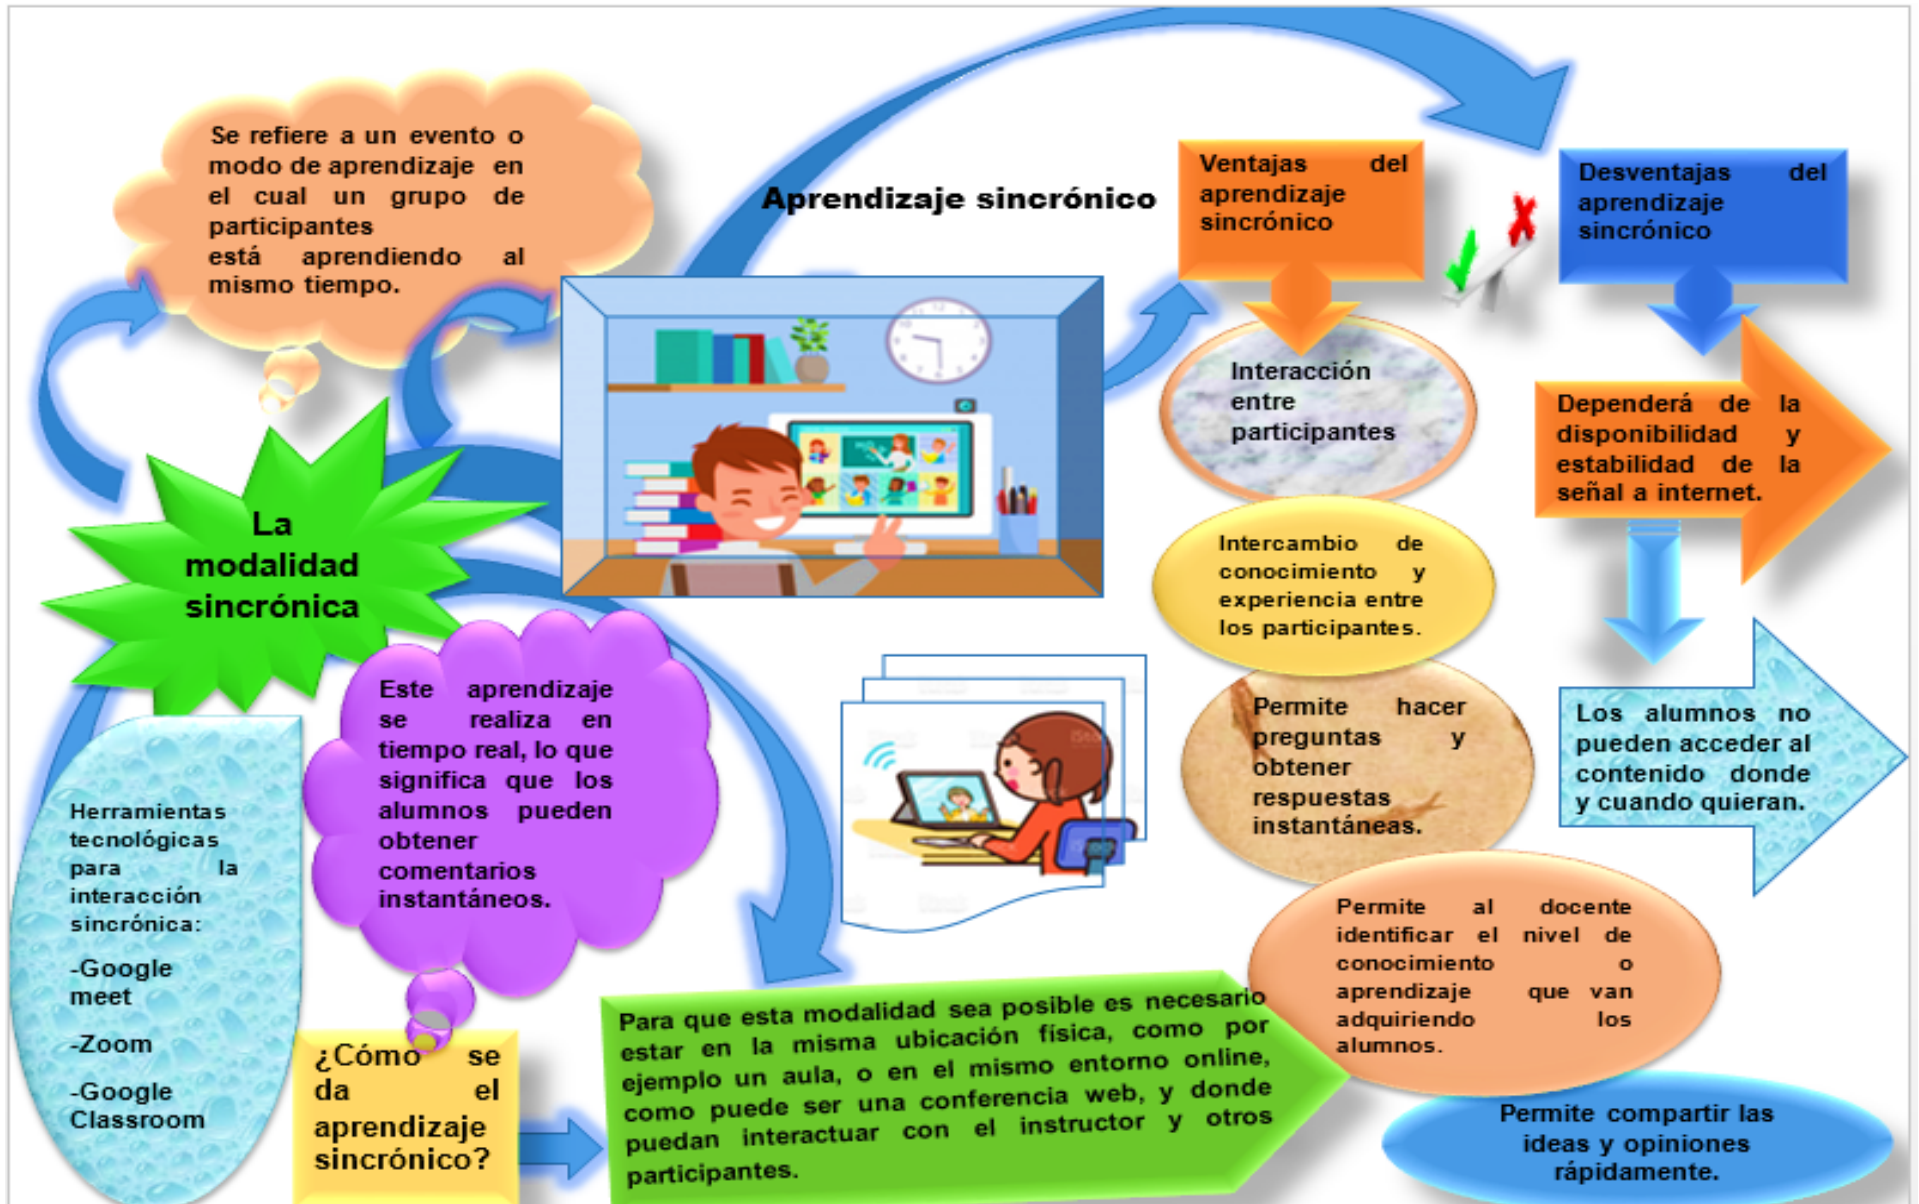 Se refiere a un evento o
modo de aprendizaje en
el cual un grupo de
participantes
está aprendiendo al
mismo tiempo.
Aprendizaje sincrónico
Ventajas del
aprendizaje
sincrónico
Desventajas del
aprendizaje
sincrónico
La
modalidad
sincrónica
Interacción
entre
participantes
Dependerá de la
disponibilidad y
estabilidad de la
señal a internet.
Intercambio de
conocimiento y
experiencia entre
los participantes.
Este aprendizaje
se realiza en
tiempo real, lo que
significa que los
alumnos pueden
obtener
comentarios
instantáneos.
Permite hacer
preguntas y
obtener
respuestas
instantáneas.
Los alumnos no
pueden acceder al
contenido donde
y cuando quieran.
Herramientas
tecnológicas
para la
interacción
sincrónica:
-Google
meet
-Zoom
-Google
Classroom
Permite al docente
identificar el nivel de
conocimiento o
aprendizaje que van
adquiriendo los
alumnos.
¿Cómo se
da el
aprendizaje
sincrónico?
Para que esta modalidad sea posible es necesario
estar en la misma ubicación física, como por
ejemplo un aula, o en el mismo entorno online,
como puede ser una conferencia web, y donde
puedan interactuar con el instructor y otros
participantes.
Permite compartir las
ideas y opiniones
rápidamente.